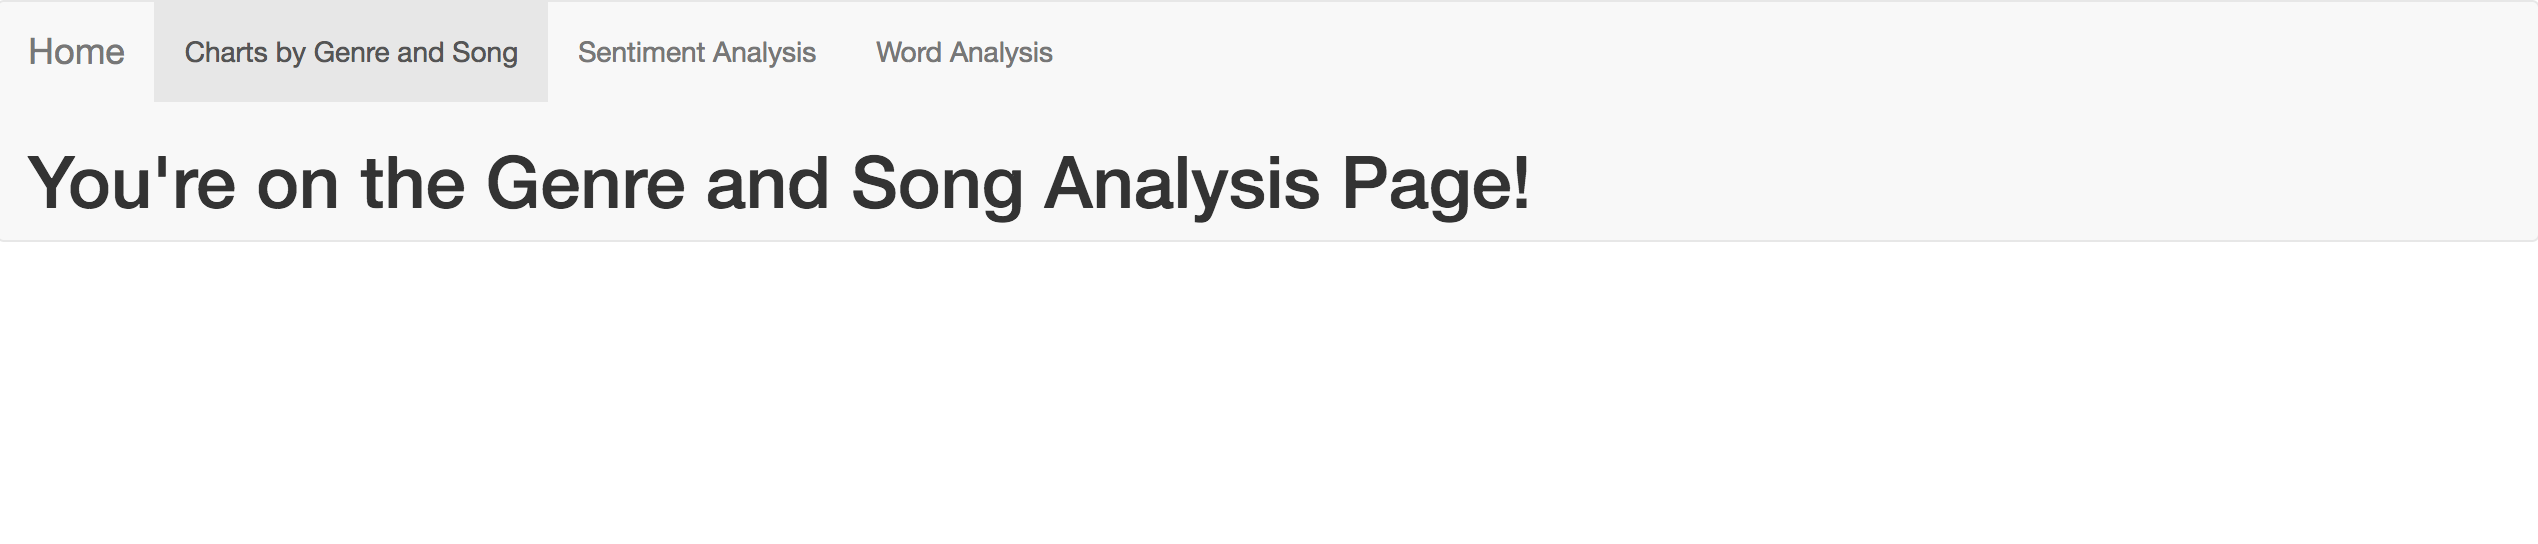 Home Charts by Genre and Song Sentiment Analysis Word Analysis
You're on the Genre and Song Analysis Page!